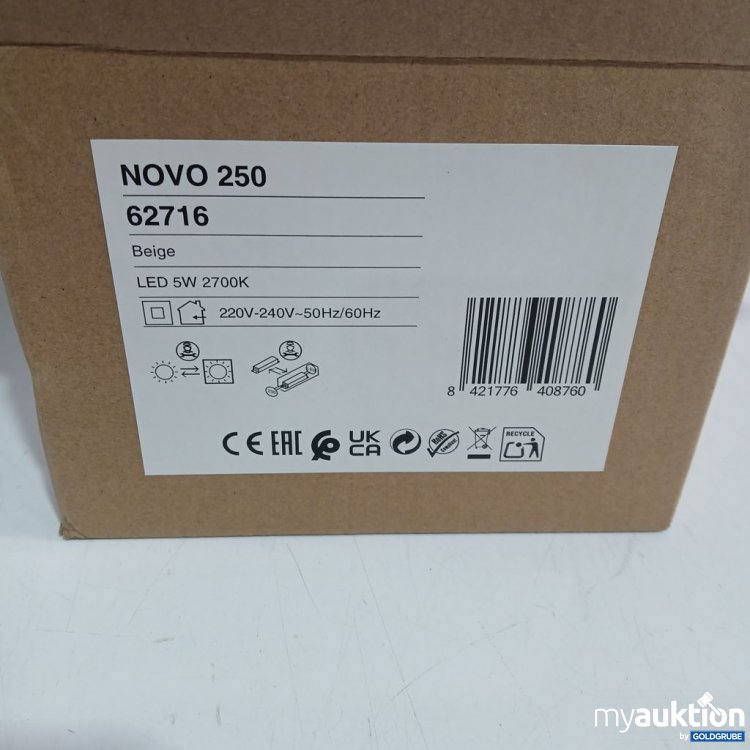 NOVO 250
62716
Beige
LED 5W 2700K
220V-240V~50Hz/60Hz
8 421776 408760
CE EAC UK CA RoHS RECYCLE
myauktion
by GOLDGRUBE